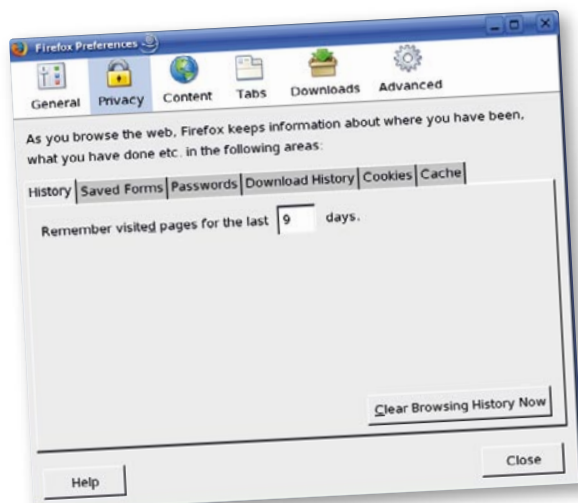 Firefox Preferences
General Privacy Content Tabs Downloads Advanced
As you browse the web, Firefox keeps information about where you have been,
what you have done etc. in the following areas:
History Saved Forms Passwords Download History Cookies Cache
Remember visited pages for the last 9 days.
Clear Browsing History Now
Help Close